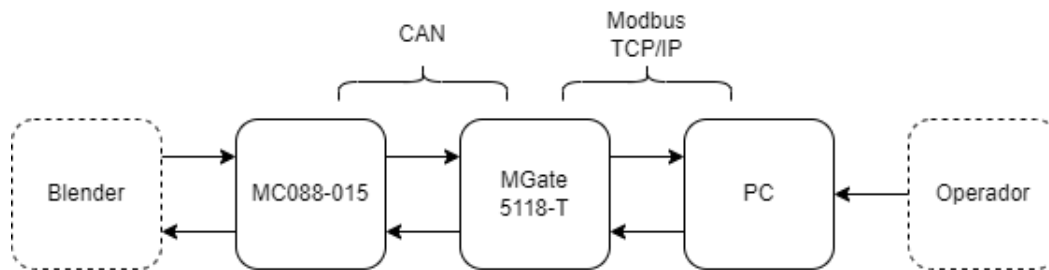 CAN
Modbus
TCP/IP
Blender
MC088-015
MGate
5118-T
PC
Operador